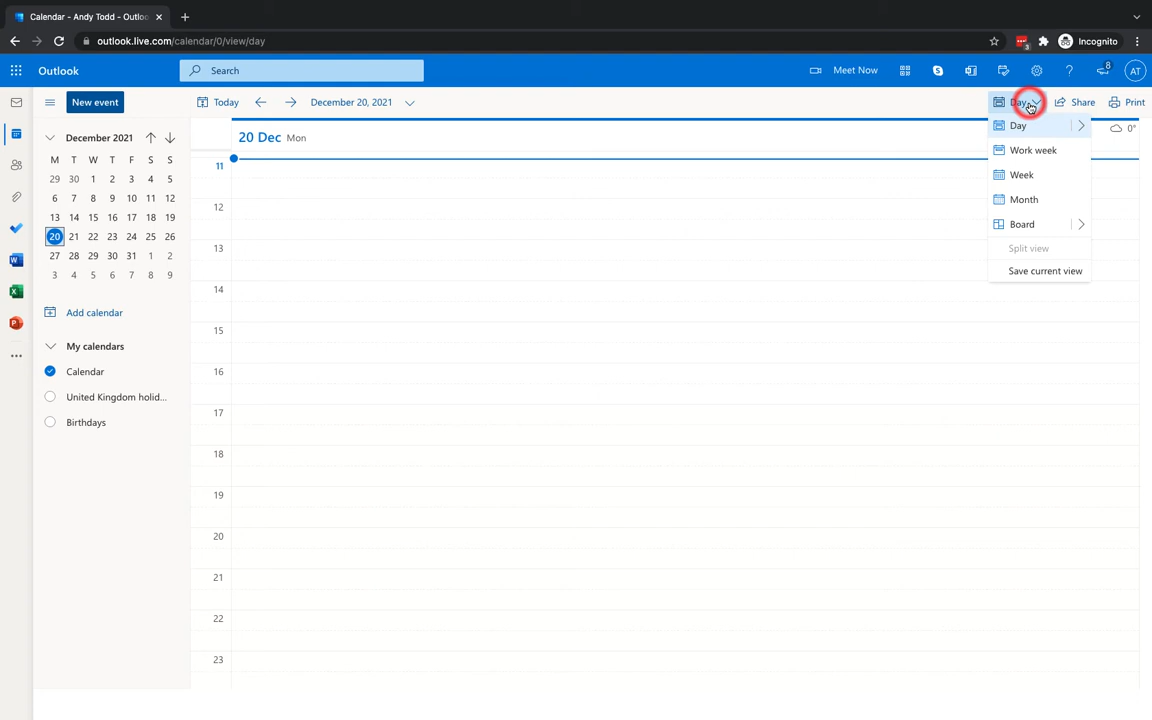 Calendar - Andy Todd - Outlo
outlook.live.com/calendar/0/view/day
3
Incognito
Outlook
Search
Meet Now
8
AT
New event
Today
December 20, 2021
Day
Share
Print
December 2021
M T W T F S S
29 30 1 2 3 4 5
6 7 8 9 10 11 12
13 14 15 16 17 18 19
20 21 22 23 24 25 26
27 28 29 30 31 1 2
3 4 5 6 7 8 9
Add calendar
My calendars
Calendar
United Kingdom holid...
Birthdays
20 Dec Mon
0°
11
12
13
14
15
16
17
18
19
20
21
22
23
Day
Work week
Week
Month
Board
Split view
Save current view